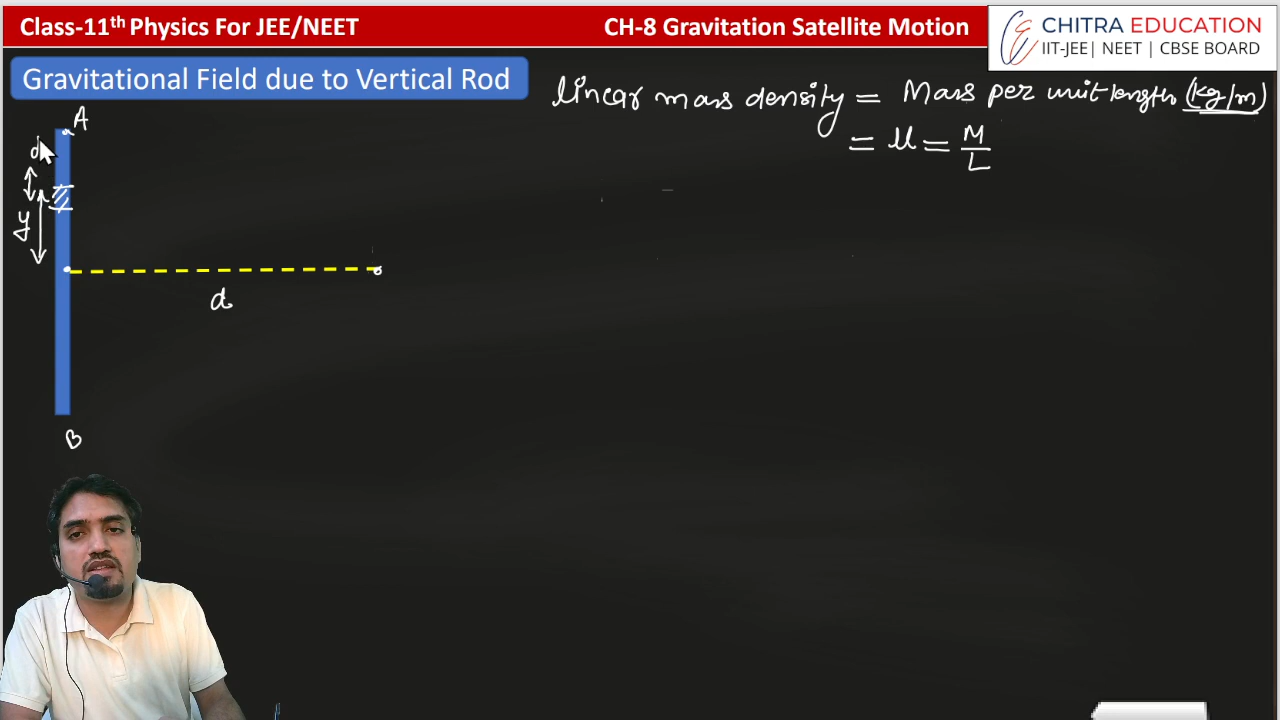 Class-11th Physics For JEE/NEET
CH-8 Gravitation Satellite Motion
CHITRA EDUCATION
IIT-JEE| NEET | CBSE BOARD
Gravitational Field due to Vertical Rod
linear mass density = Mass per unit length (kg/m)
= μ = M/L
A
y
d
B